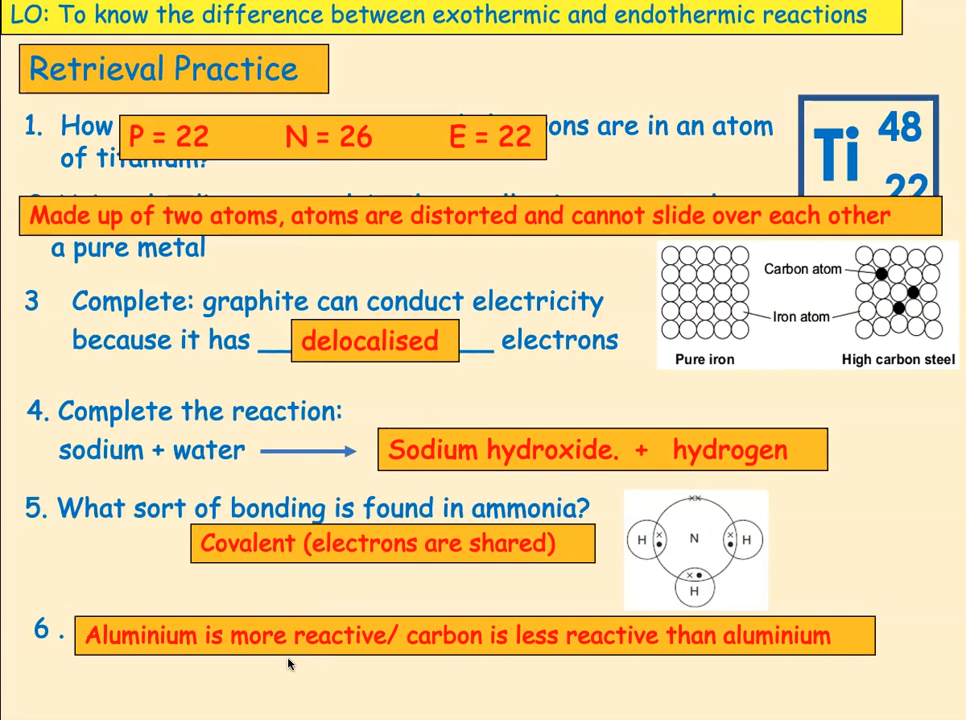 LO: To know the difference between exothermic and endothermic reactions
Retrieval Practice
1. How P = 22 N = 26 E = 22 ons are in an atom
of titanium?
Ti 48
22
Made up of two atoms, atoms are distorted and cannot slide over each other
a pure metal
3 Complete: graphite can conduct electricity
because it has __ delocalised __ electrons
Carbon atom
Iron atom
Pure iron
High carbon steel
4. Complete the reaction:
sodium + water Sodium hydroxide. + hydrogen
5. What sort of bonding is found in ammonia?
Covalent (electrons are shared)
H N H
H
6 . Aluminium is more reactive/ carbon is less reactive than aluminium